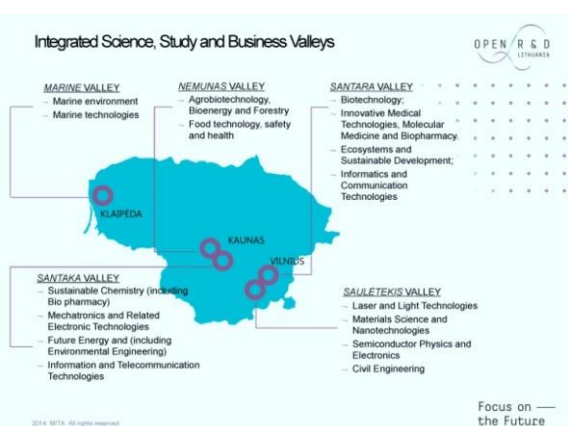 Integrated Science, Study and Business Valleys
OPEN R & D
LITHUANIA
MARINE VALLEY
→ Marine environment
→ Marine technologies
NEMUNAS VALLEY
→ Agrobiotechnology,
Bioenergy and Forestry
→ Food technology, safety
and health
SANTARA VALLEY
→ Biotechnology;
→ Innovative Medical
Technologies, Molecular
Medicine and Biopharmacy.
→ Ecosystems and
Sustainable Development;
→ Informatics and
Communication
Technologies
KLAIPĖDA
KAUNAS
VILNIUS
SANTAKA VALLEY
→ Sustainable Chemistry (including
Bio pharmacy)
→ Mechatronics and Related
Electronic Technologies
→ Future Energy and (including
Environmental Engineering)
→ Information and Telecommunication
Technologies
SAULĖTEKIS VALLEY
→ Laser and Light Technologies
→ Materials Science and
Nanotechnologies
→ Semiconductor Physics and
Electronics
→ Civil Engineering
2014 MITA. All rights reserved
Focus on —
the Future